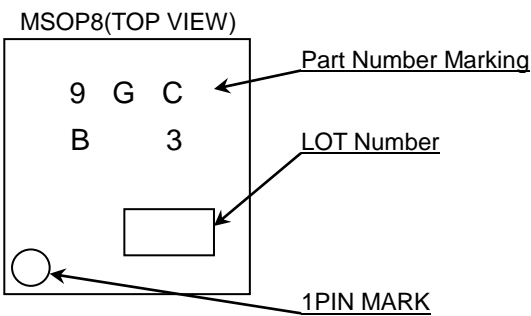 MSOP8(TOP VIEW)
Part Number Marking
9 G C
B 3
LOT Number
1PIN MARK